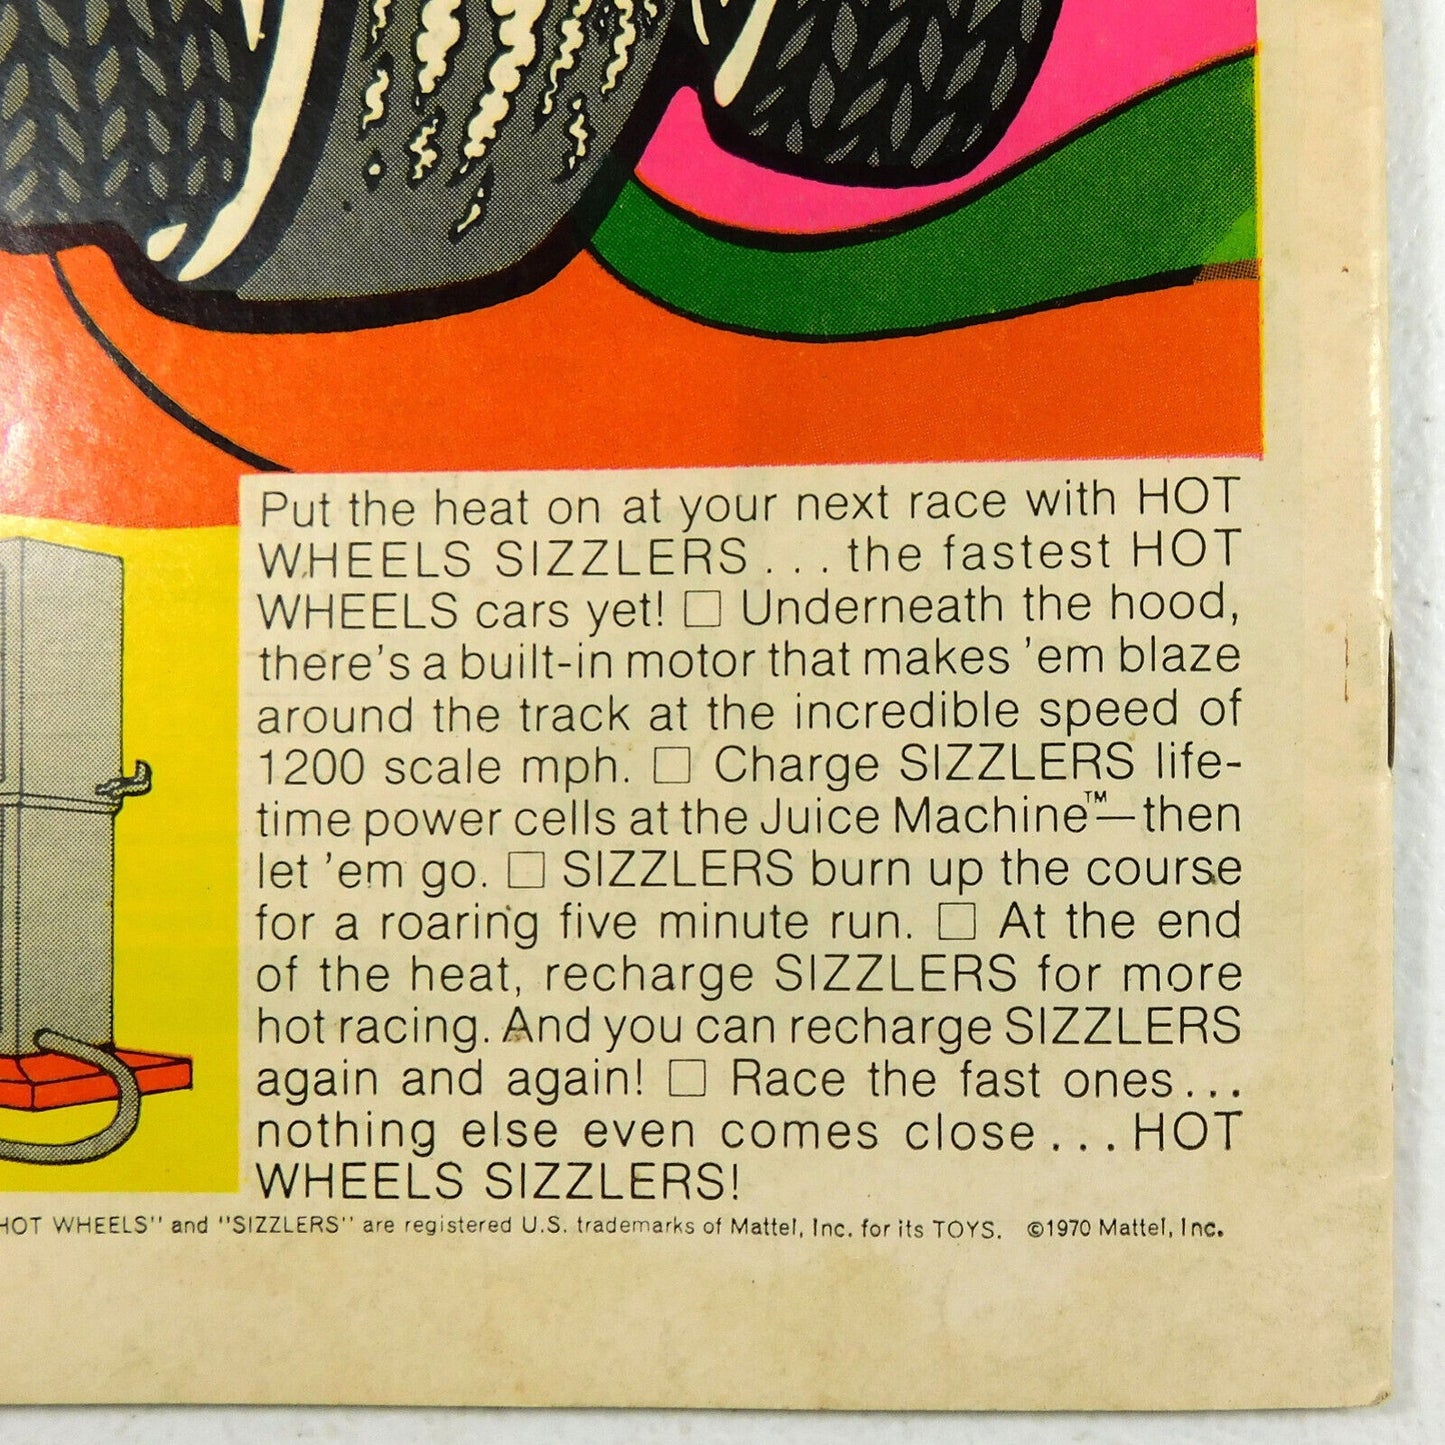 Put the heat on at your next race with HOT
WHEELS SIZZLERS . . . the fastest HOT
WHEELS cars yet! □ Underneath the hood,
there's a built-in motor that makes 'em blaze
around the track at the incredible speed of
1200 scale mph. □ Charge SIZZLERS life-
time power cells at the Juice Machine™—then
let 'em go. □ SIZZLERS burn up the course
for a roaring five minute run. □ At the end
of the heat, recharge SIZZLERS for more
hot racing. And you can recharge SIZZLERS
again and again! □ Race the fast ones . . .
nothing else even comes close . . . HOT
WHEELS SIZZLERS!
HOT WHEELS" and "SIZZLERS" are registered U.S. trademarks of Mattel, Inc. for its TOYS. ©1970 Mattel, Inc.